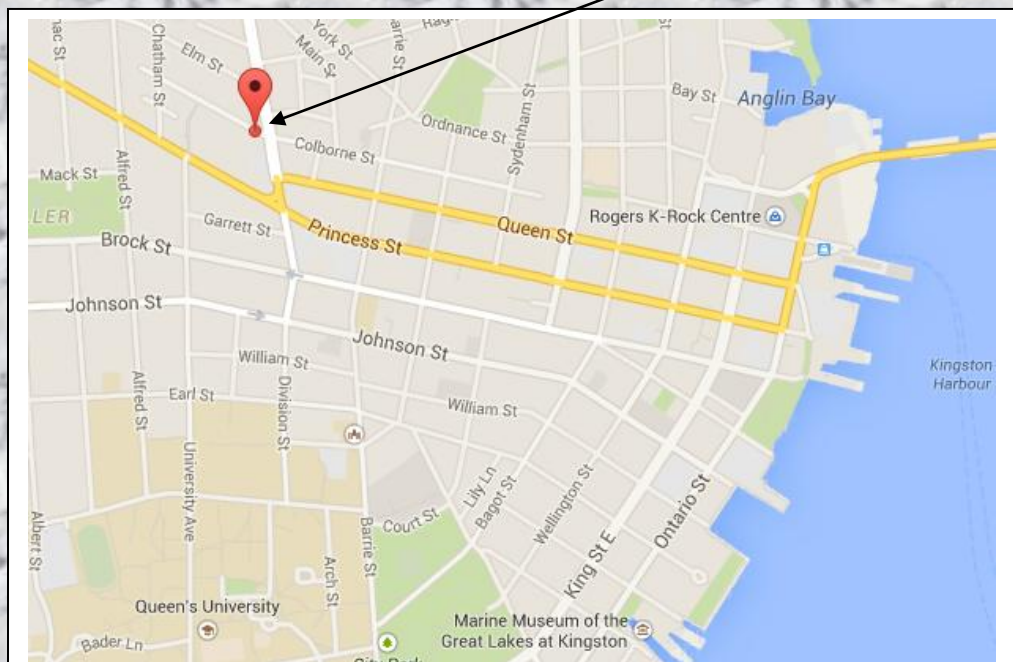 York St
Main St
Barrie St
Chatham St
Elm St
Bay St
Anglin Bay
Ordnance St
Sydenham St
Colborne St
Alfred St
Mack St
Rogers K-Rock Centre
Garrett St
Queen St
Princess St
Brock St
Johnson St
Johnson St
Kingston
Harbour
William St
Earl St
Alfred St
William St
Division St
University Ave
Lily Ln
Bagot St
Wellington St
Ontario St
Court St
Albert St
Barrie St
Arch St
King St E
Queen's University
Marine Museum of the
Great Lakes at Kingston
Bader Ln
City Park